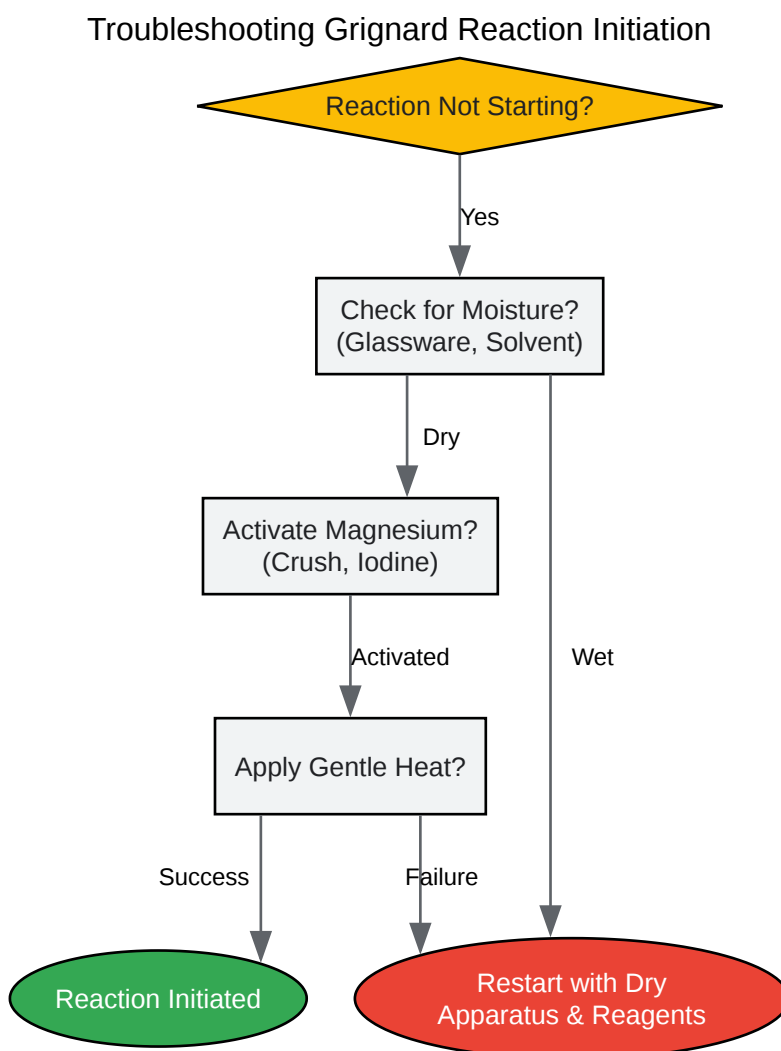 Troubleshooting Grignard Reaction Initiation
Reaction Not Starting?
Yes
Check for Moisture?
(Glassware, Solvent)
Dry
Activate Magnesium?
(Crush, Iodine)
Activated
Wet
Apply Gentle Heat?
Success
Failure
Reaction Initiated
Restart with Dry
Apparatus & Reagents